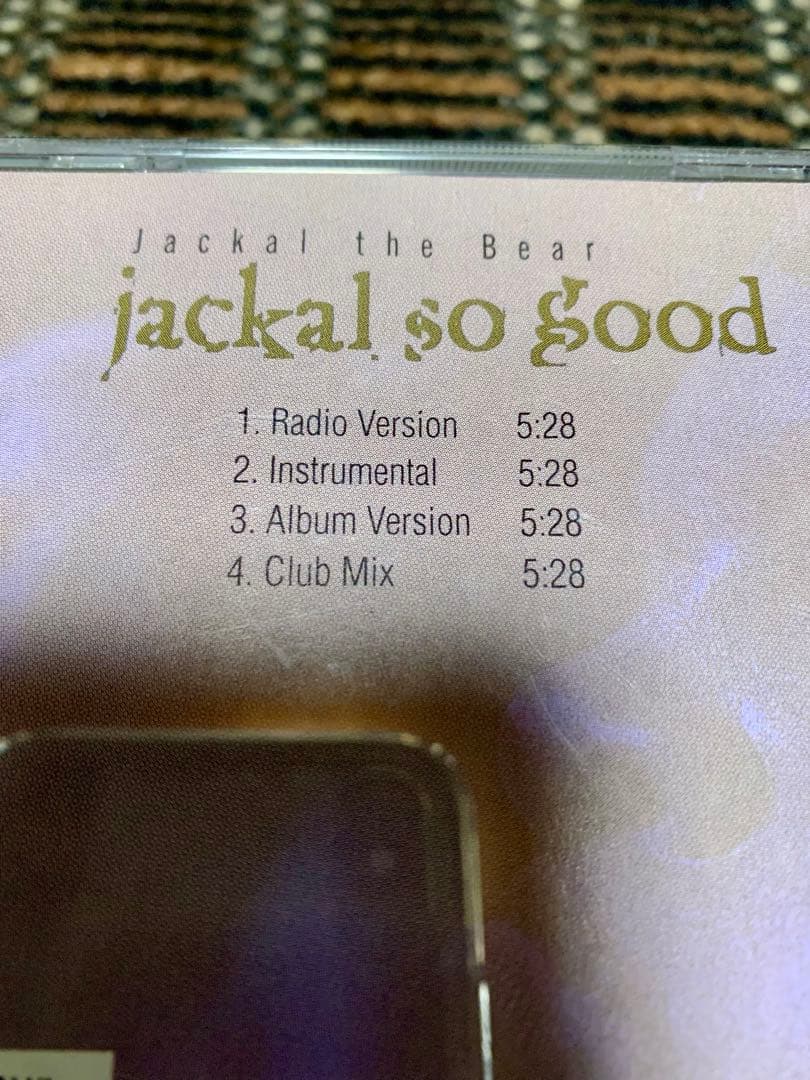 Jackal the Bear
jackal so good
1. Radio Version 5:28
2. Instrumental 5:28
3. Album Version 5:28
4. Club Mix 5:28